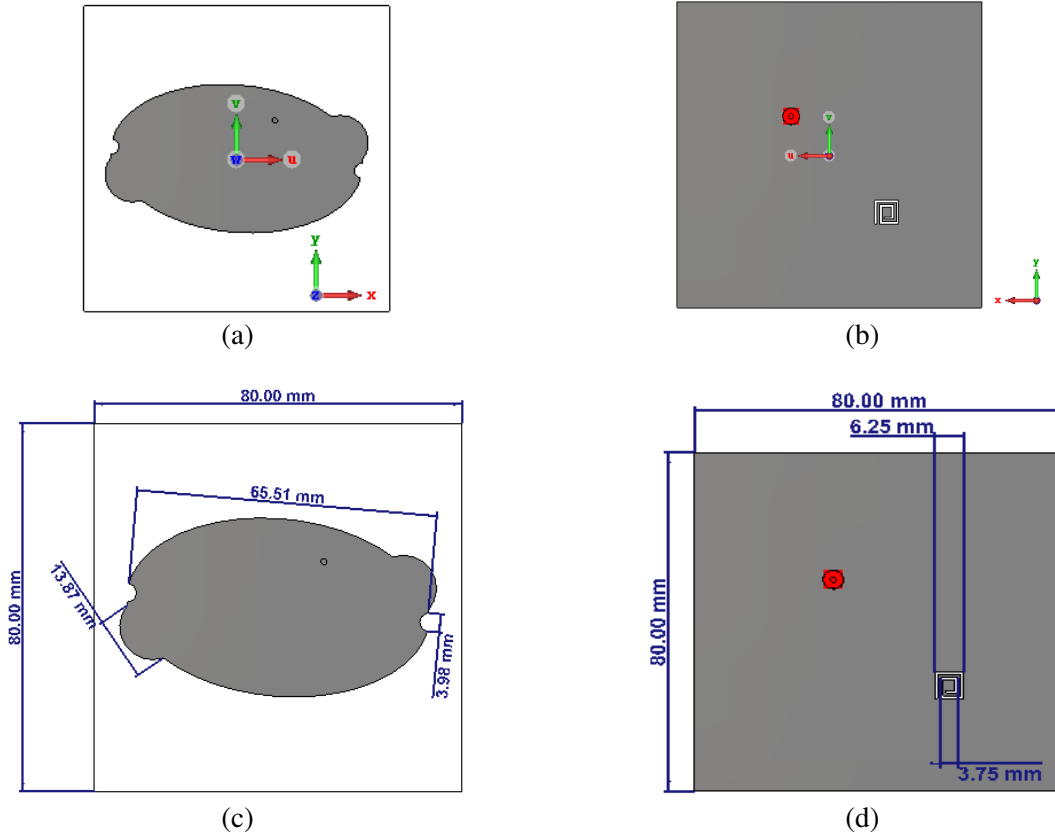 v
w u
y
z x
(a)
v
u
y
x
(b)
80.00 mm
65.51 mm
13.87 mm
80.00 mm
3.98 mm
(c)
80.00 mm
6.25 mm
80.00 mm
3.75 mm
(d)